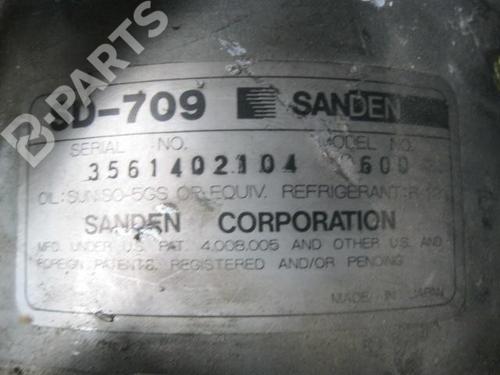 B-PARTS
SD-709 SANDEN
SERIAL NO. MODEL NO.
3561402104 600
OIL: SUNISO-5GS OR EQUIV. REFRIGERANT: R-12
SANDEN CORPORATION
MFD. UNDER U.S. PAT. 4,008,005 AND OTHER U.S. AND
FOREIGN PATENTS, REGISTERED AND/OR PENDING
MADE IN JAPAN